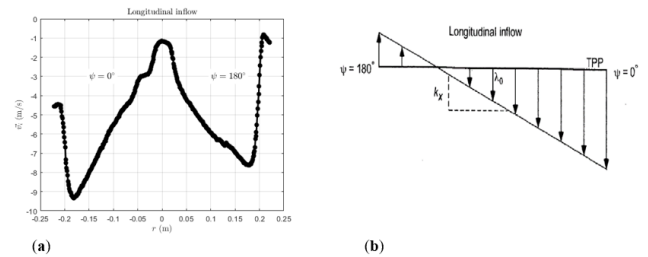 Longitudinal inflow
0
-1
-2
-3
-4
-5
-6
-7
-8
-9
-10
v̄ᵢ (m/s)
ψ = 0°
ψ = 180°
-0.25 -0.2 -0.15 -0.1 -0.05 0 0.05 0.1 0.15 0.2 0.25
r (m)
(a)
Longitudinal inflow
TPP
ψ = 180°
ψ = 0°
λ₀
kₓ
(b)